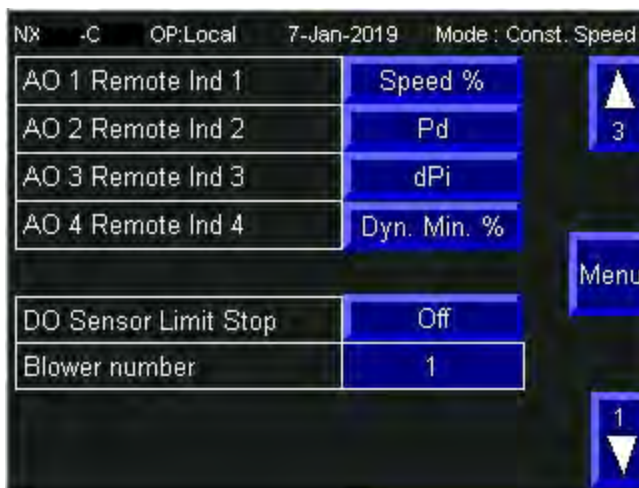 NX -C OP:Local 7-Jan-2019 Mode : Const. Speed
AO 1 Remote Ind 1 Speed %
AO 2 Remote Ind 2 Pd 3
AO 3 Remote Ind 3 dPi
AO 4 Remote Ind 4 Dyn. Min. %
Menu
DO Sensor Limit Stop Off
Blower number 1
1